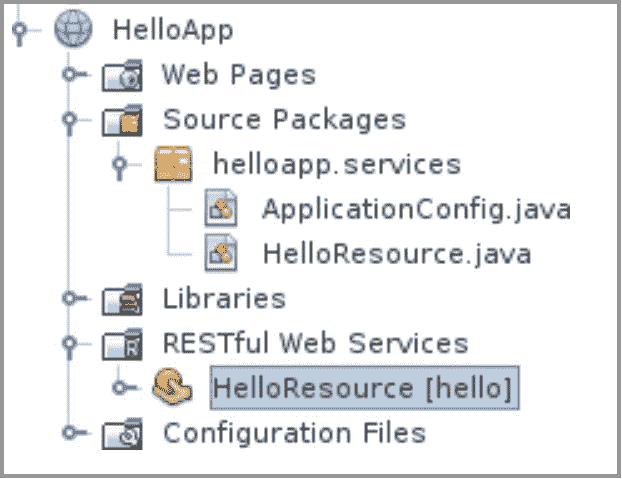 HelloApp
Web Pages
Source Packages
helloapp.services
ApplicationConfig.java
HelloResource.java
Libraries
RESTful Web Services
HelloResource [hello]
Configuration Files